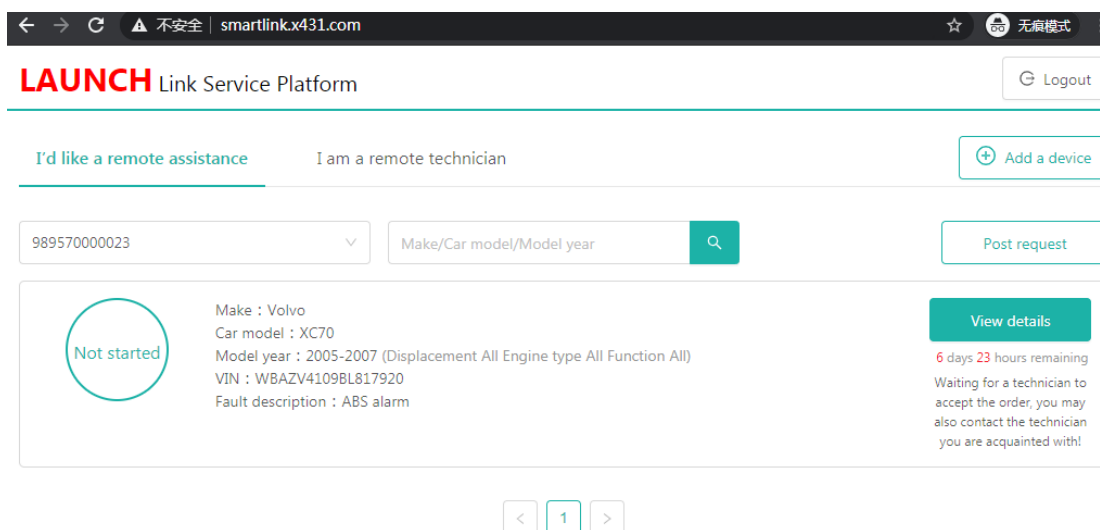 不安全 smartlink.x431.com 无痕模式
LAUNCH Link Service Platform
Logout
I'd like a remote assistance
I am a remote technician
Add a device
989570000023
Make/Car model/Model year
Post request
Not started
Make：Volvo
Car model：XC70
Model year：2005-2007 (Displacement All Engine type All Function All)
VIN：WBAZV4109BL817920
Fault description：ABS alarm
View details
6 days 23 hours remaining
Waiting for a technician to
accept the order, you may
also contact the technician
you are acquainted with!
< 1 >